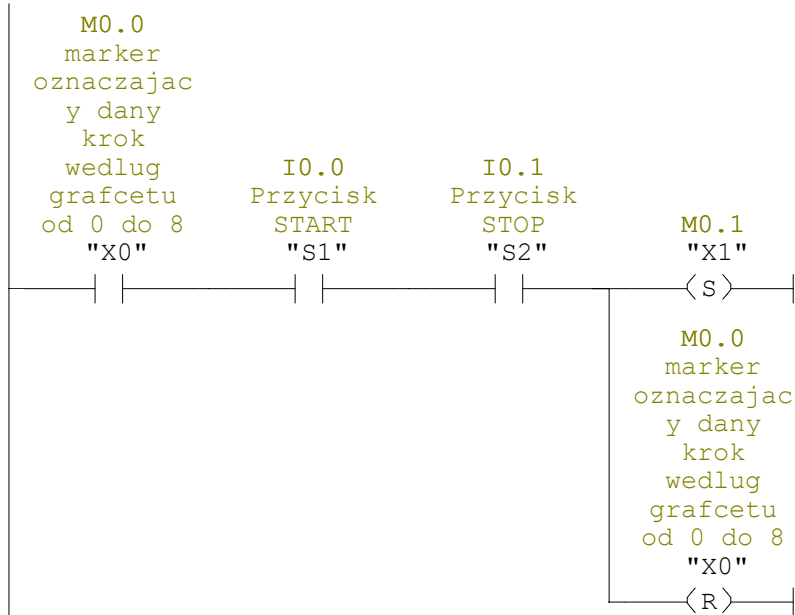 M0.0
marker
oznaczajac
y dany
krok
wedlug
grafcetu
od 0 do 8
"X0"
I0.0
Przycisk
START
"S1"
I0.1
Przycisk
STOP
"S2"
M0.1
"X1"
S
M0.0
marker
oznaczajac
y dany
krok
wedlug
grafcetu
od 0 do 8
"X0"
R